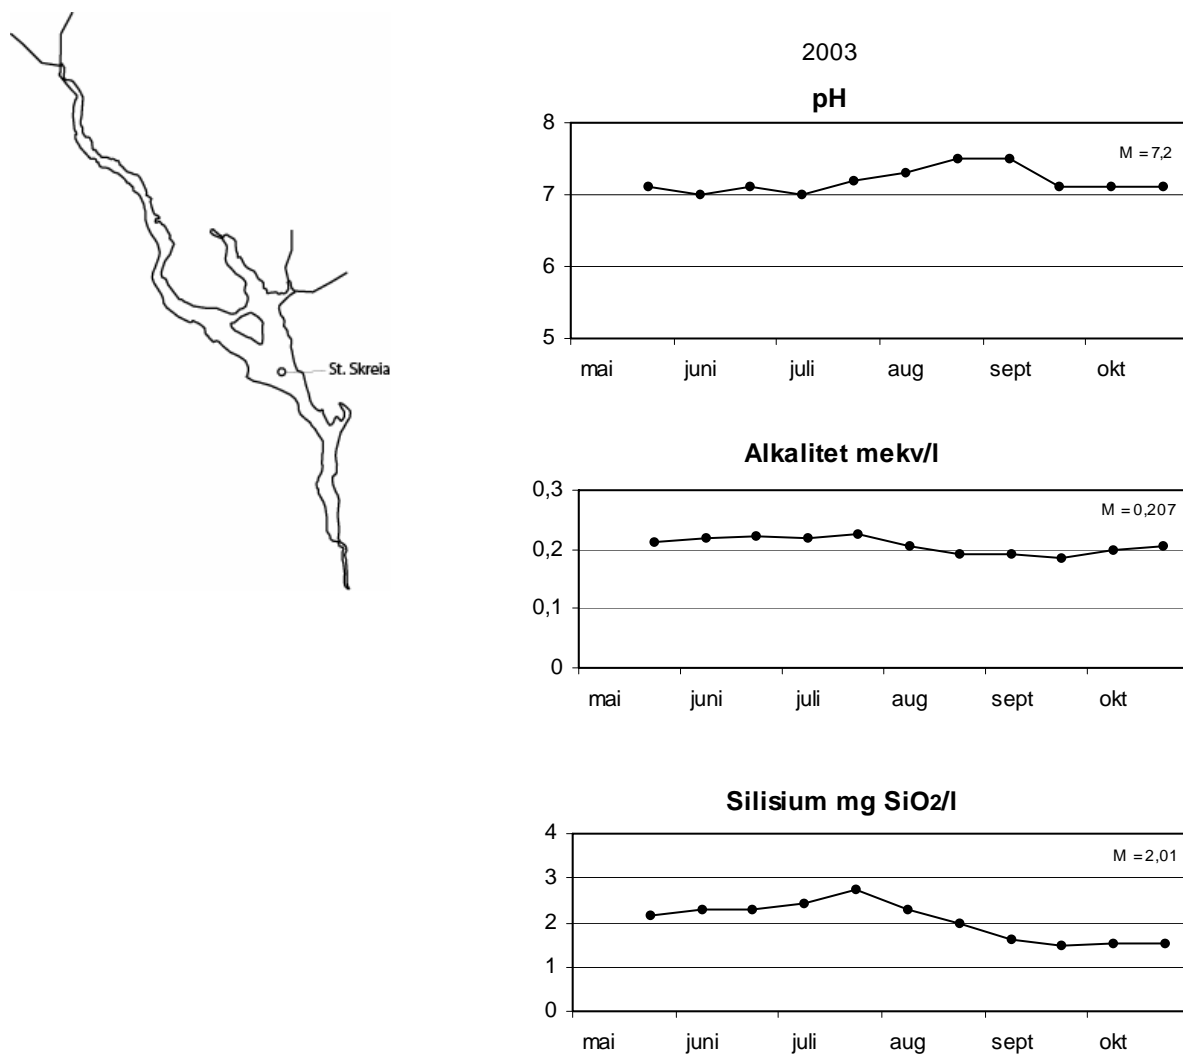 St. Skreia
2003
pH
8
7
6
5
M = 7,2
mai juni juli aug sept okt
Alkalitet mekv/l
0,3
0,2
0,1
0
M = 0,207
mai juni juli aug sept okt
Silisium mg SiO2/l
4
3
2
1
0
M = 2,01
mai juni juli aug sept okt